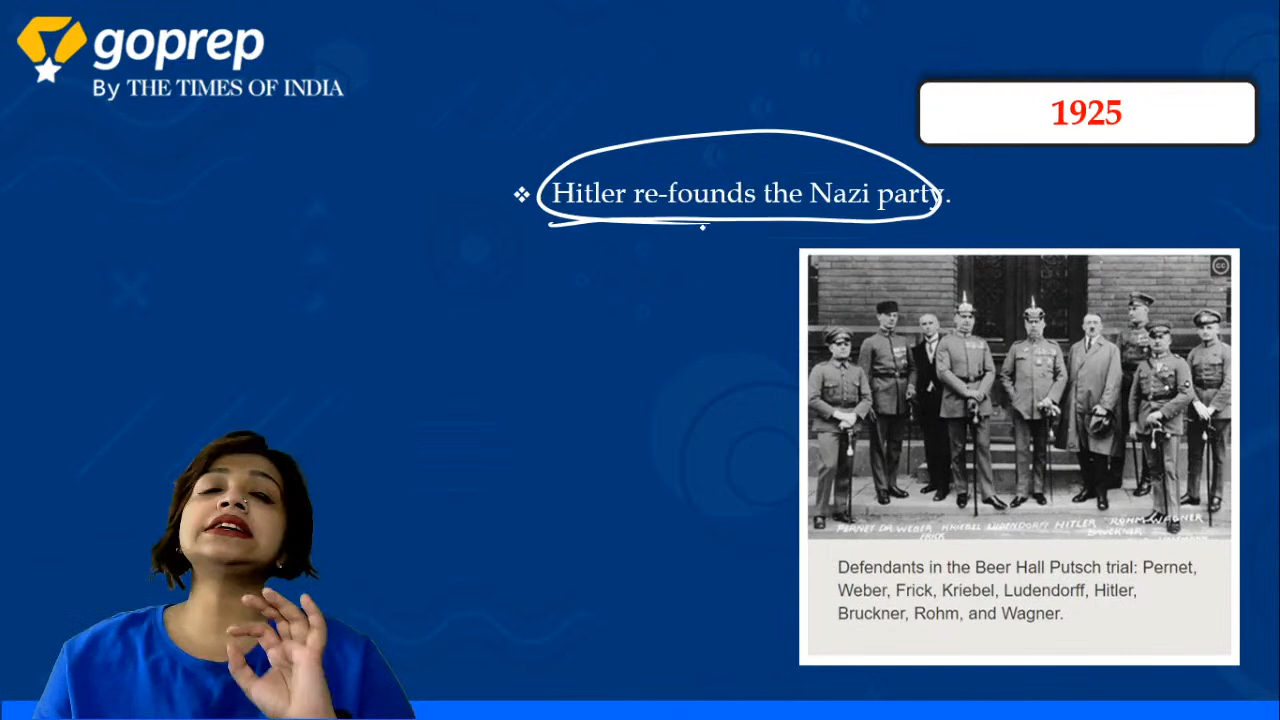 goprep
By THE TIMES OF INDIA
1925
❖ Hitler re-founds the Nazi party.
cc
PERNET DR. WEBER KRIEBEL LUDENDORFF HITLER RÖHM WAGNER
FRICK BRUCKNER
Defendants in the Beer Hall Putsch trial: Pernet,
Weber, Frick, Kriebel, Ludendorff, Hitler,
Bruckner, Rohm, and Wagner.